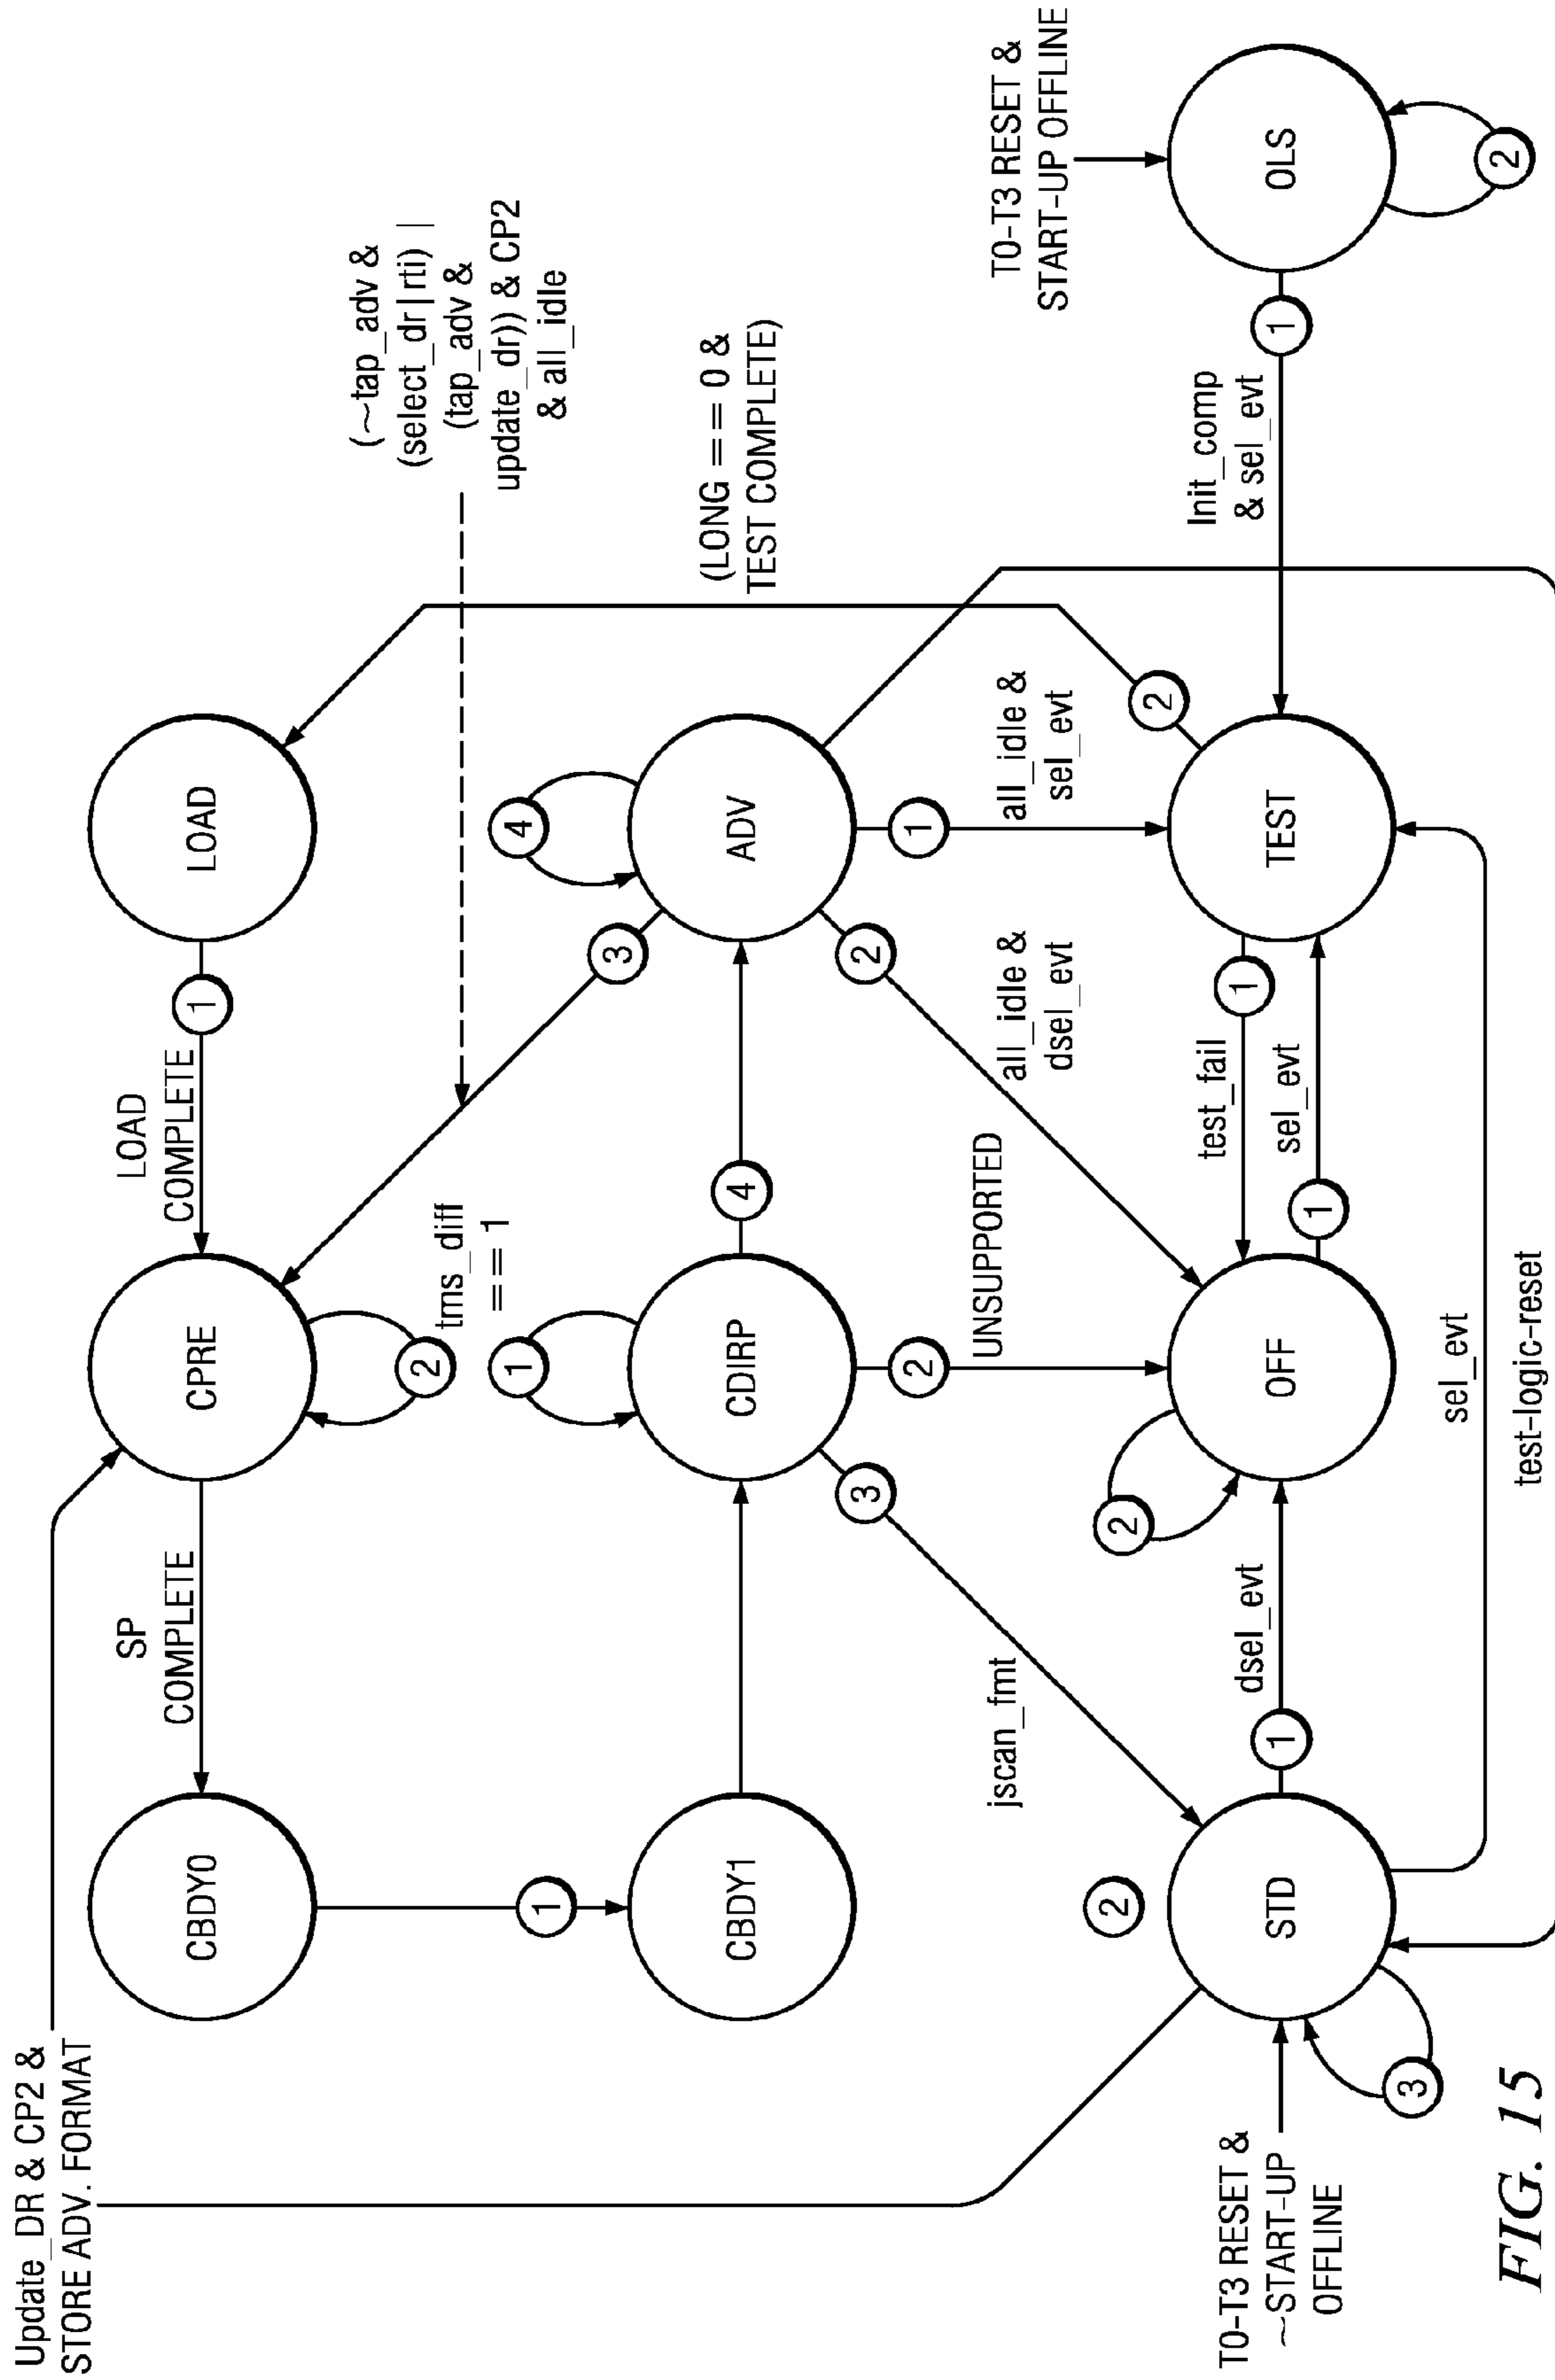 Update_DR & CP2 &
STORE ADV. FORMAT
CBDY0
SP
COMPLETE
CPRE
LOAD
COMPLETE
1
LOAD
(~tap_adv &
(select_dr|rti) |
(tap_adv &
update_dr)) & CP2
& all_idle
2
tms_diff
=== 1
1
CBDY1
1
CDIRP
4
ADV
4
3
(LONG === 0 &
TEST COMPLETE)
3
jscan_fmt
2
UNSUPPORTED
2
all_idle &
dsel_evt
1
all_idle &
sel_evt
2
Init_comp
& sel_evt
T0-T3 RESET &
START-UP OFFLINE
2
2
T0-T3 RESET &
~START-UP
OFFLINE
STD
1
dsel_evt
OFF
test_fail
1
1
sel_evt
TEST
1
OLS
2
3
sel_evt
test-logic-reset
FIG. 15